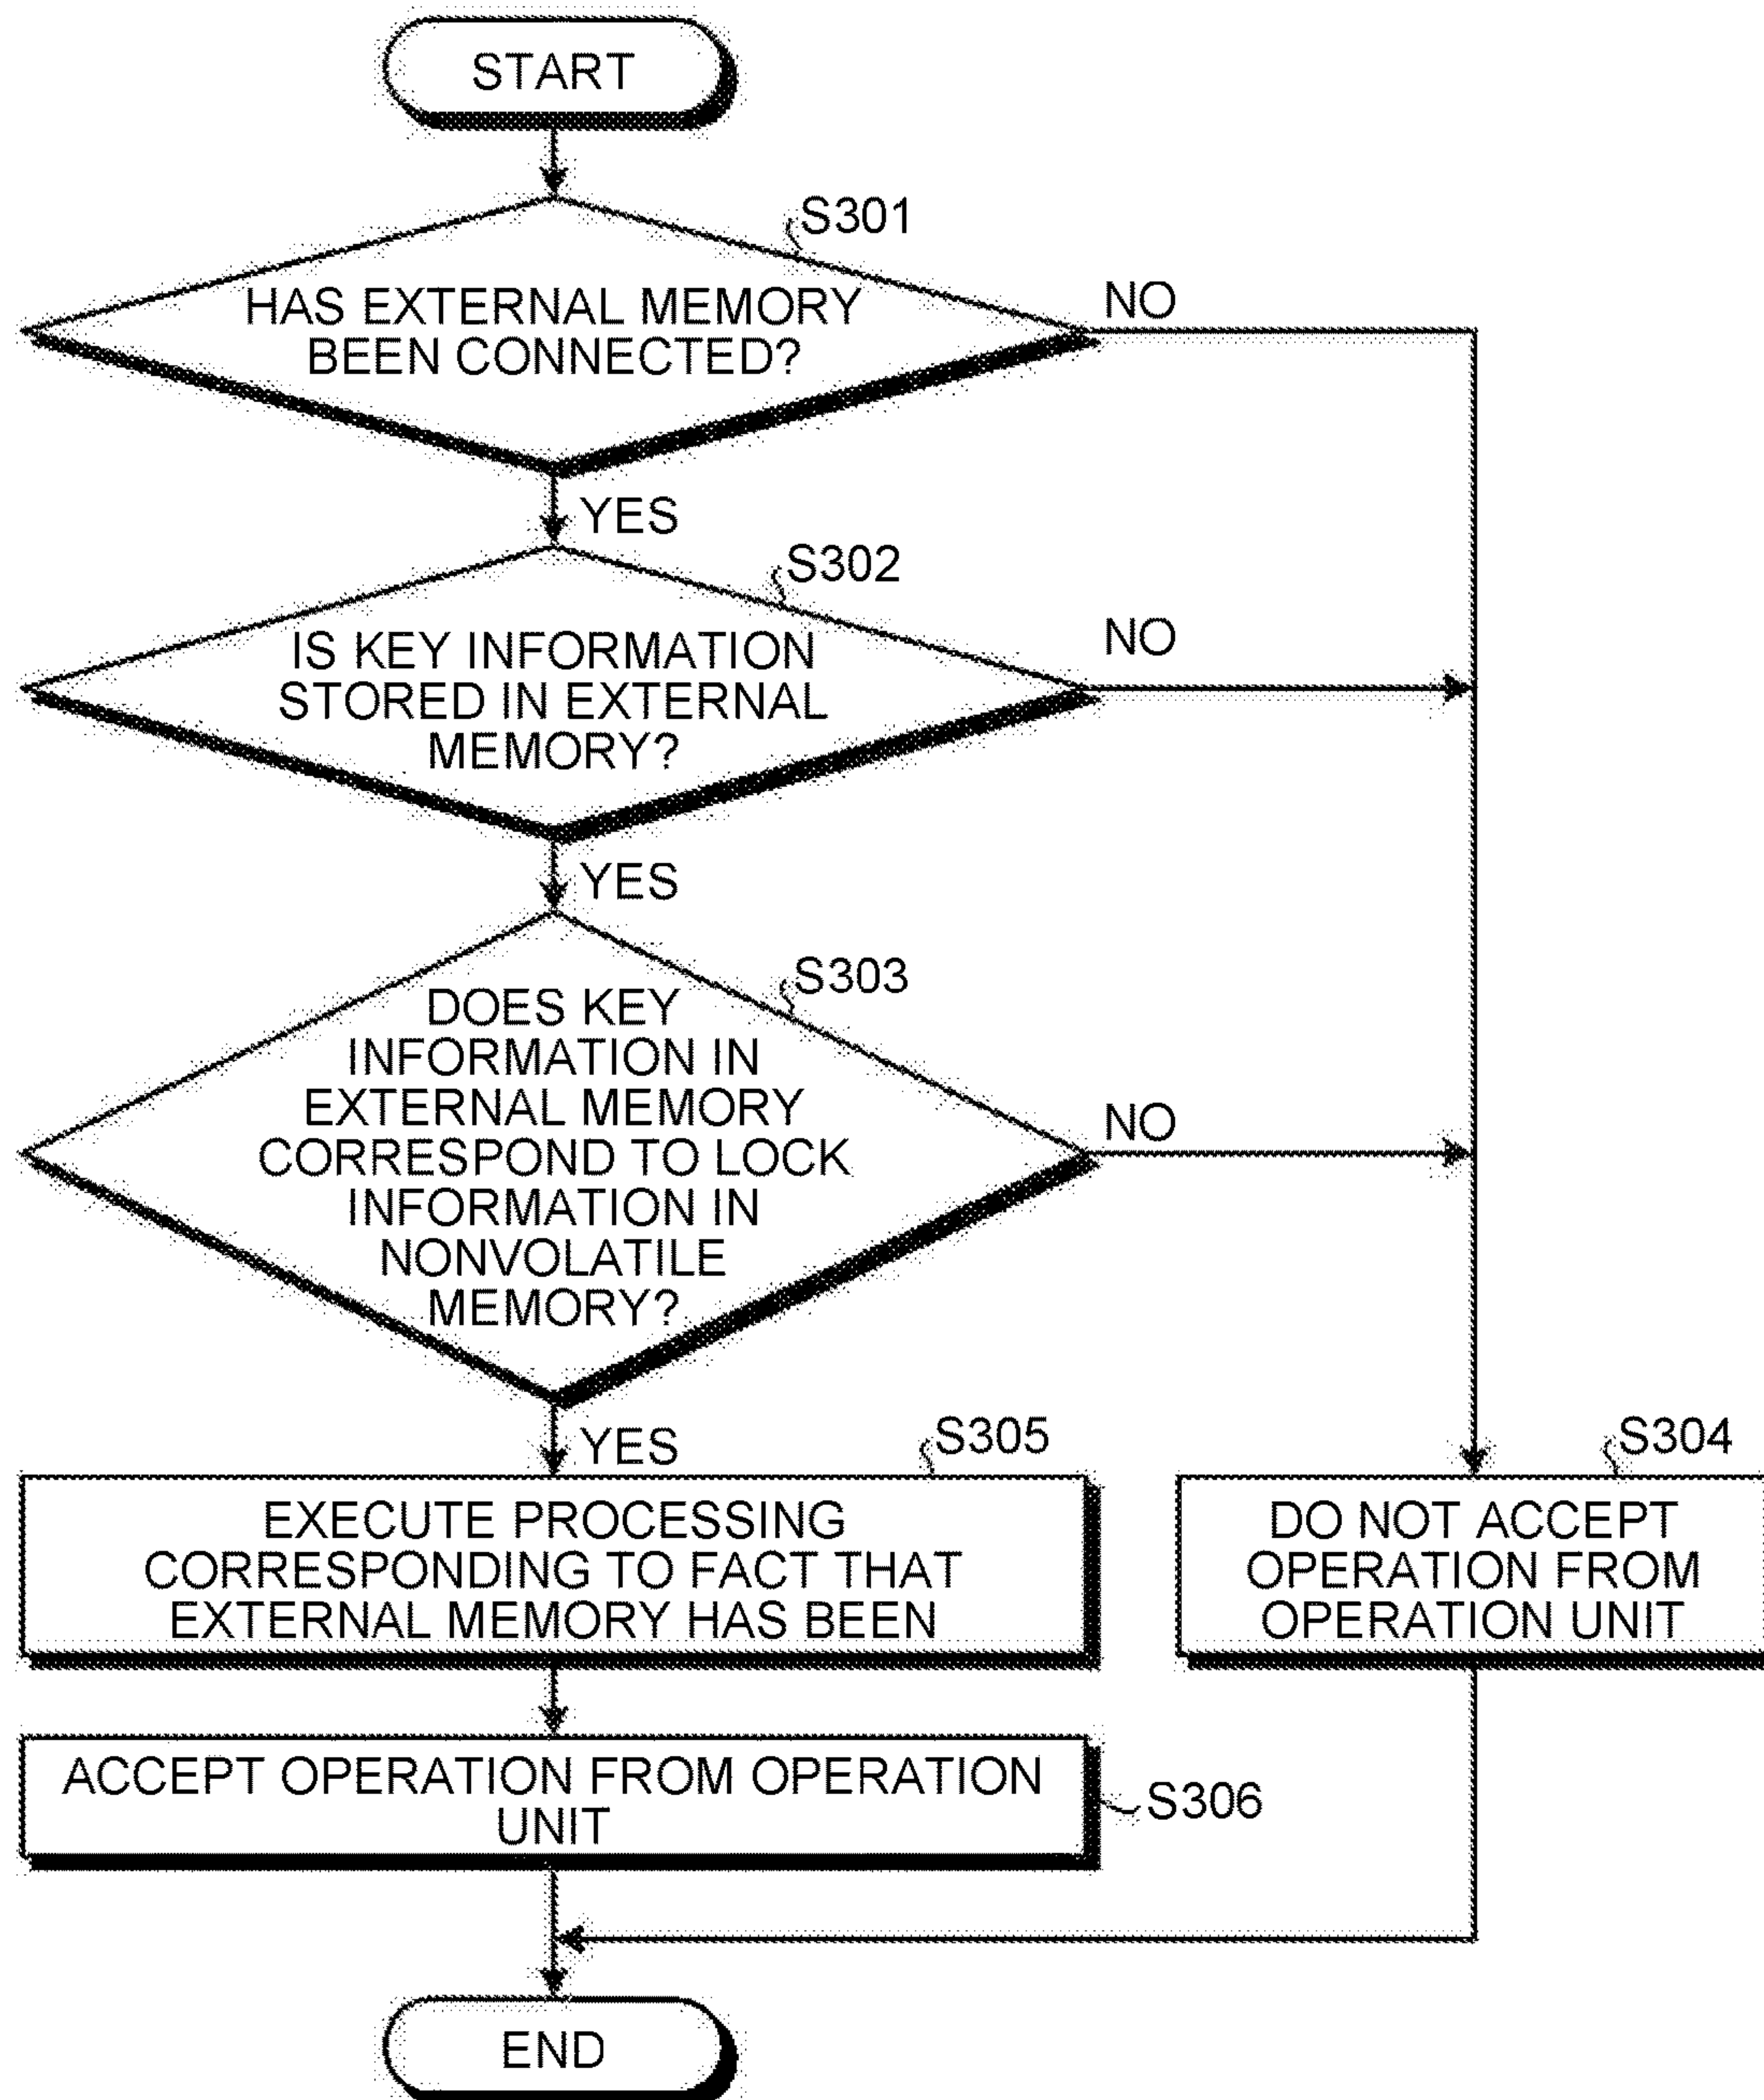 START
S301
HAS EXTERNAL MEMORY
BEEN CONNECTED?
NO
YES
S302
IS KEY INFORMATION
STORED IN EXTERNAL
MEMORY?
NO
YES
S303
DOES KEY
INFORMATION IN
EXTERNAL MEMORY
CORRESPOND TO LOCK
INFORMATION IN
NONVOLATILE
MEMORY?
NO
YES
S305
EXECUTE PROCESSING
CORRESPONDING TO FACT THAT
EXTERNAL MEMORY HAS BEEN
S304
DO NOT ACCEPT
OPERATION FROM
OPERATION UNIT
ACCEPT OPERATION FROM OPERATION
UNIT
S306
END